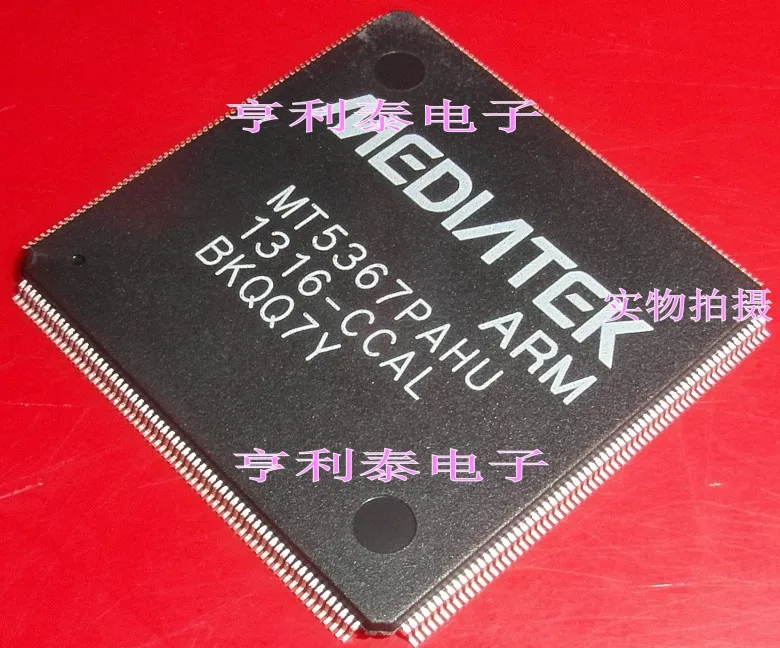 亨利泰电子
MEDIATEK
ARM
MT5367PAHU
1316-CCAL
BKQQ7Y
实物拍摄
亨利泰电子